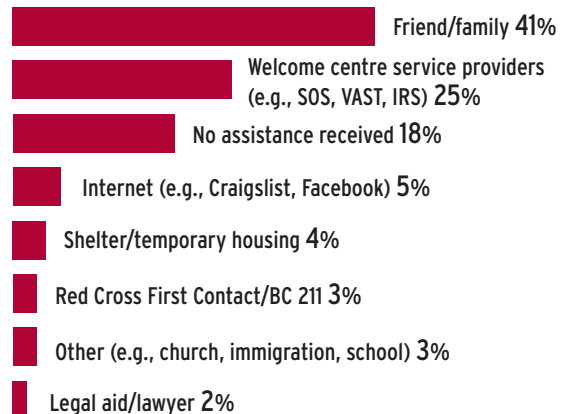 Friend/family 41%
Welcome centre service providers
(e.g., SOS, VAST, IRS) 25%
No assistance received 18%
Internet (e.g., Craigslist, Facebook) 5%
Shelter/temporary housing 4%
Red Cross First Contact/BC 211 3%
Other (e.g., church, immigration, school) 3%
Legal aid/lawyer 2%